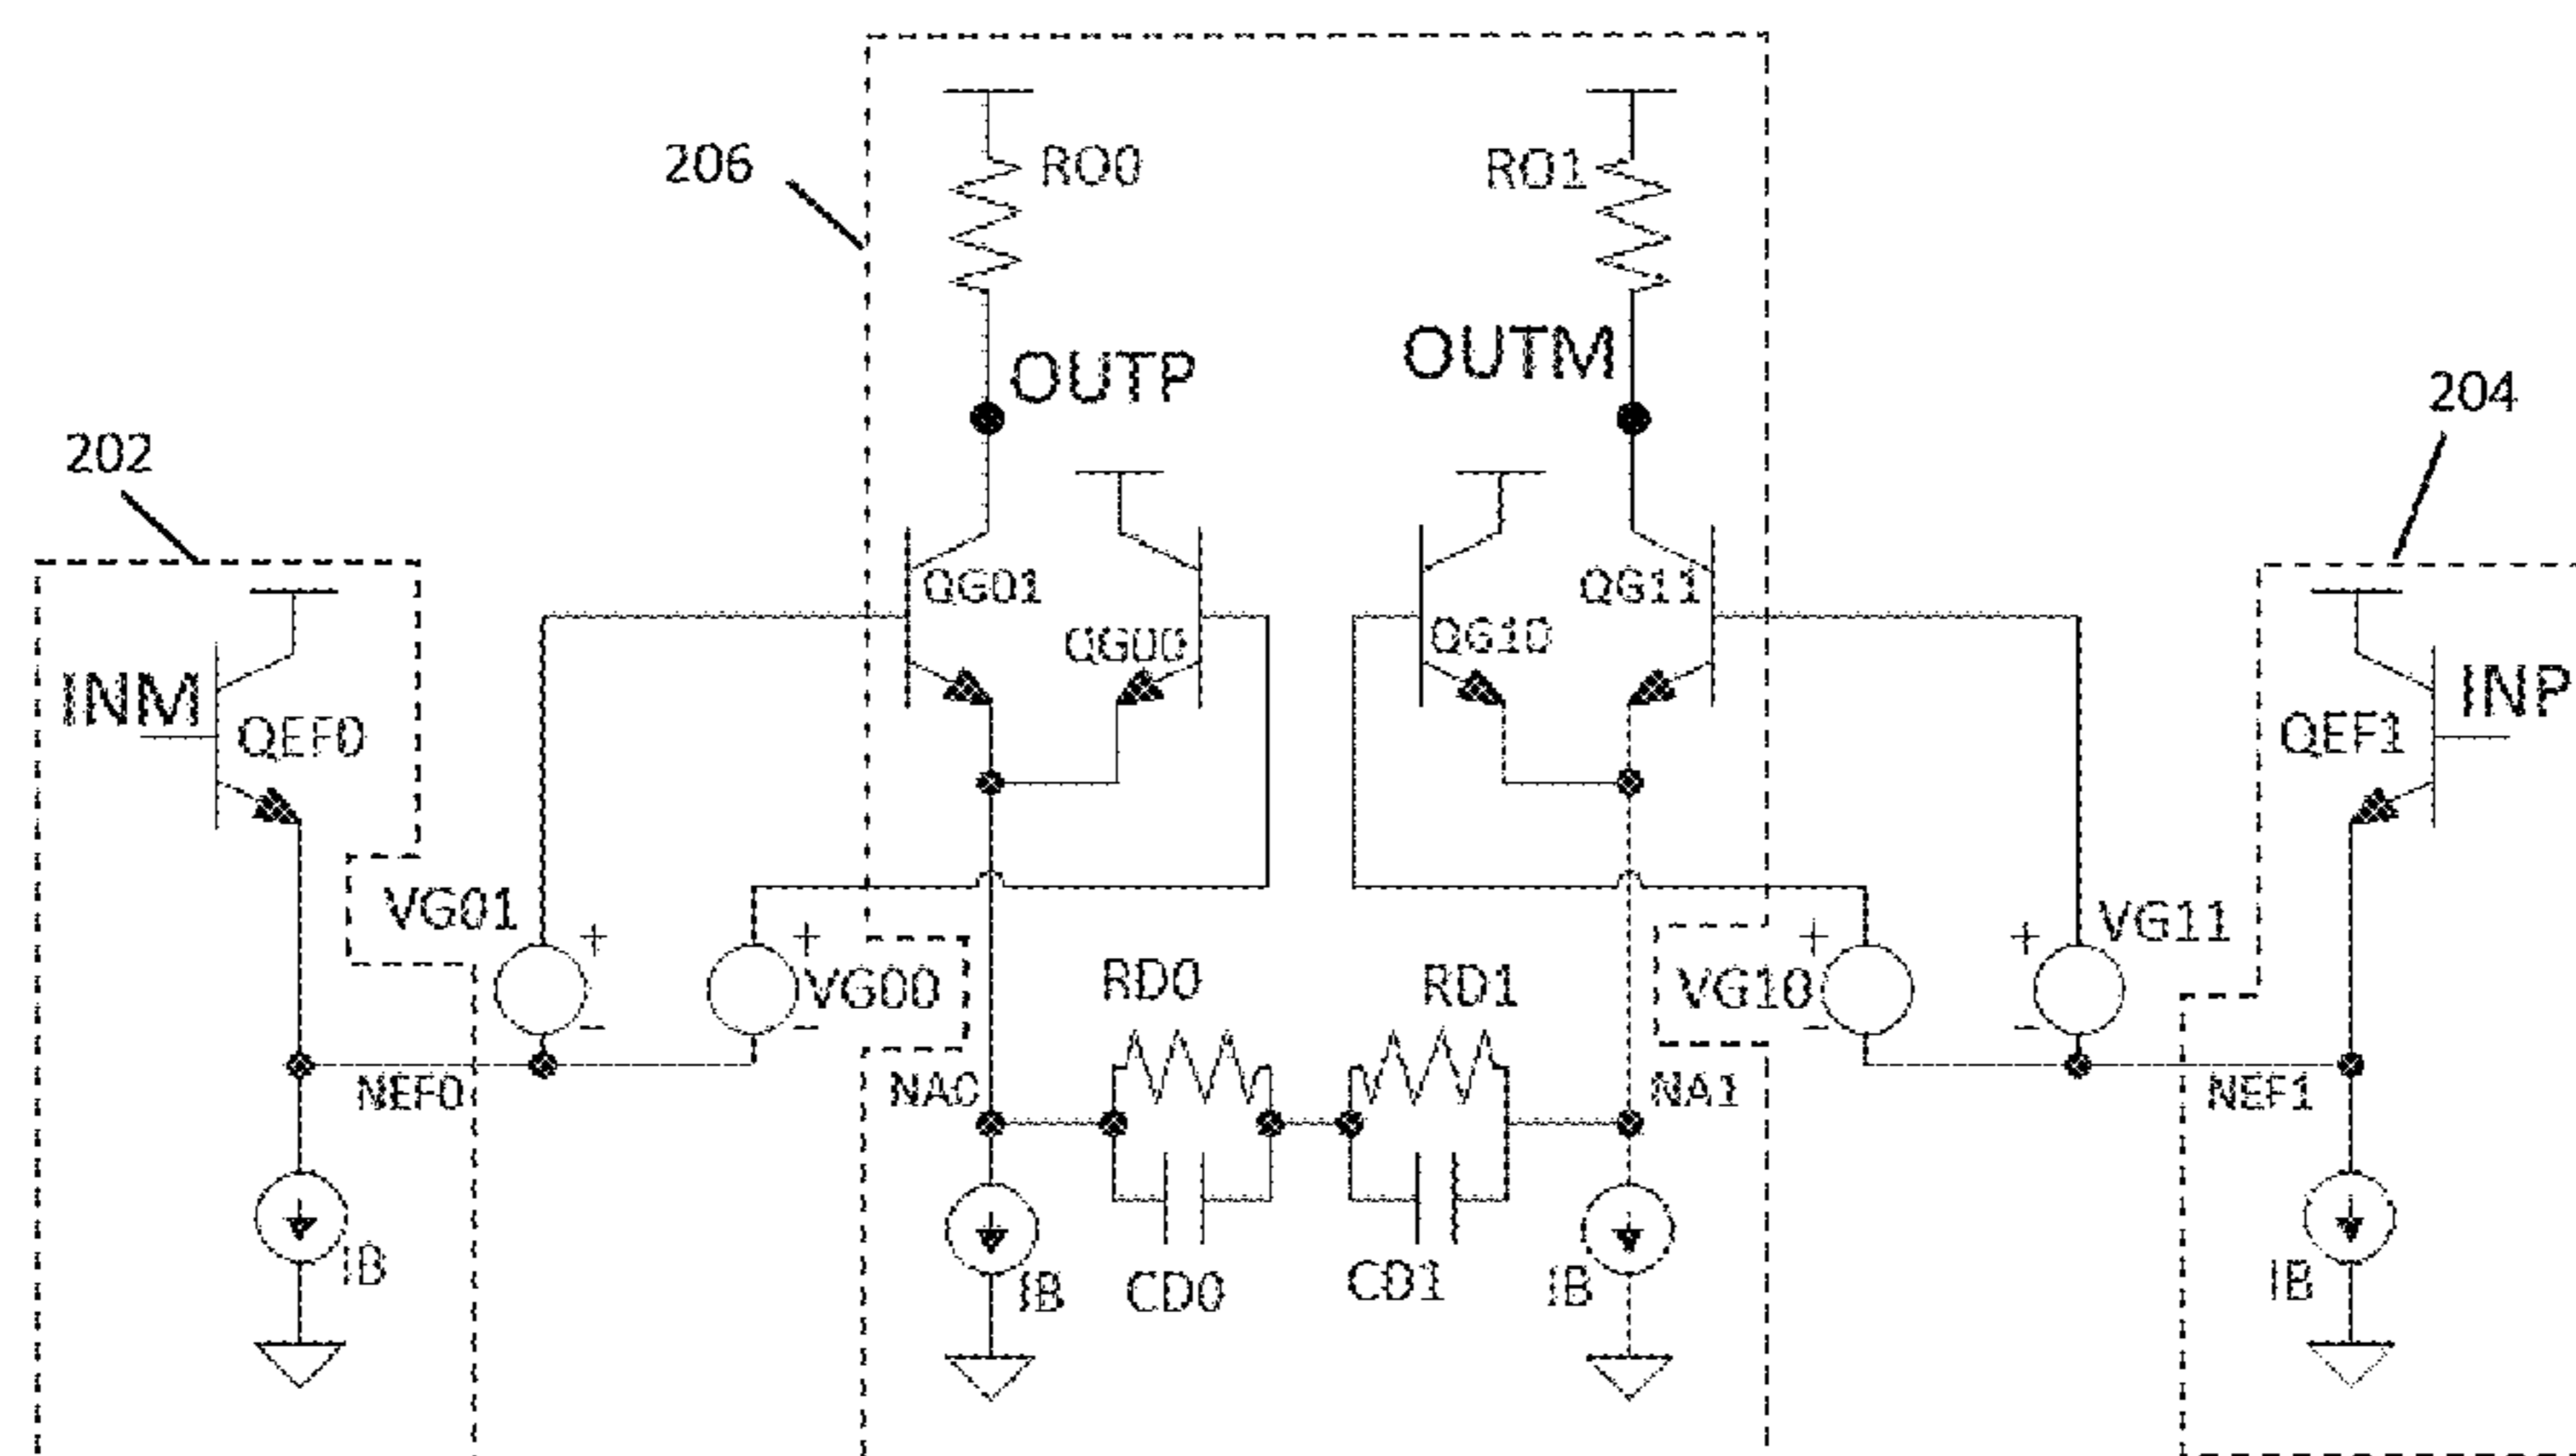 206
RO0
RO1
OUTP
OUTM
202
204
QG01
QG00
QG10
QG11
INM
QEF0
QEF1
INP
VG01
+
+
VG00
-
-
RD0
RD1
VG10
+
-
+
-
VG11
NEF0
NA0
NA1
NEF1
IB
IB
CD0
CD1
IB
IB